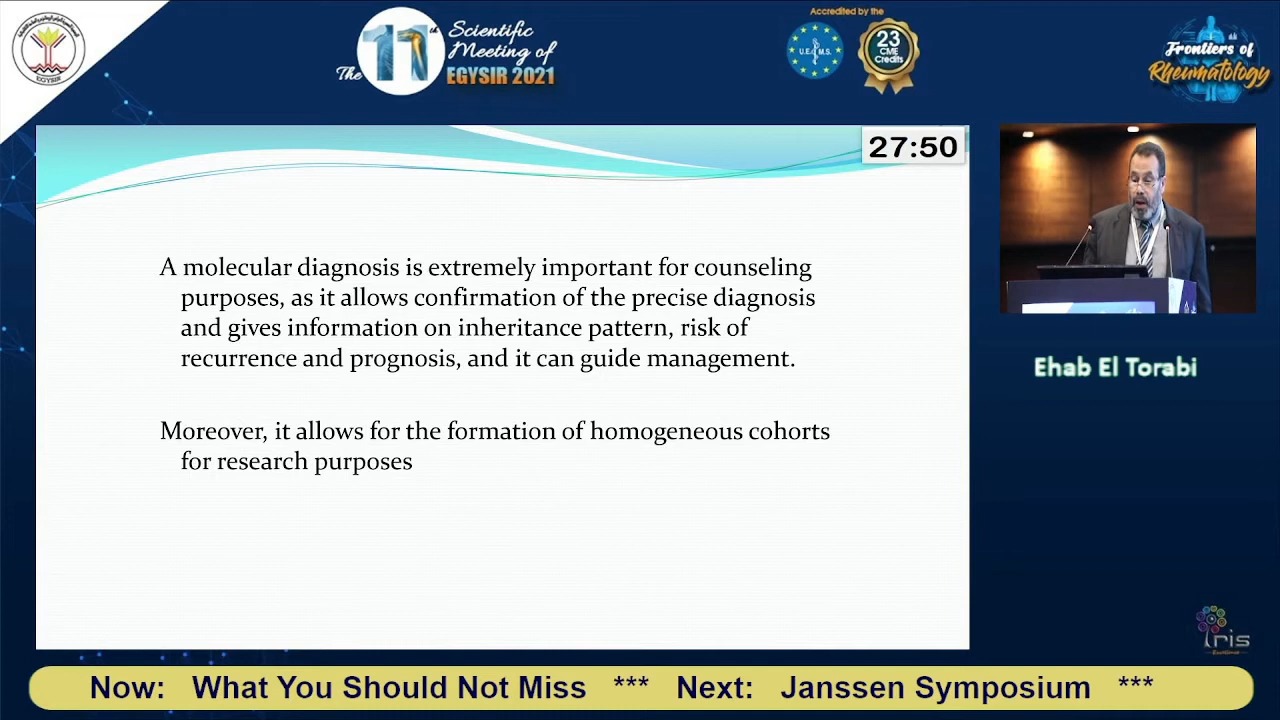 EGYSIR
The 11th
Scientific
Meeting of
EGYSIR 2021
Accredited by the
U.E.M.S.
23
CME
Credits
Frontiers of
Rheumatology
27:50
A molecular diagnosis is extremely important for counseling
purposes, as it allows confirmation of the precise diagnosis
and gives information on inheritance pattern, risk of
recurrence and prognosis, and it can guide management.
Moreover, it allows for the formation of homogeneous cohorts
for research purposes
Ehab El Torabi
Iris
Now: What You Should Not Miss *** Next: Janssen Symposium ***